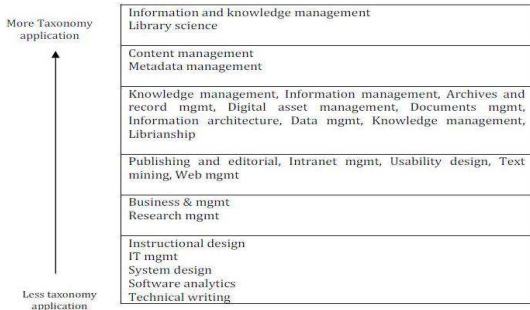 More Taxonomy
application
Information and knowledge management
Library science
Content management
Metadata management
Knowledge management, Information management, Archives and
record mgmt, Digital asset management, Documents mgmt,
Information architecture, Data mgmt, Knowledge management,
Librianship
Publishing and editorial, Intranet mgmt, Usability design, Text
mining, Web mgmt
Business & mgmt
Research mgmt
Instructional design
IT mgmt
System design
Software analytics
Technical writing
Less taxonomy
application